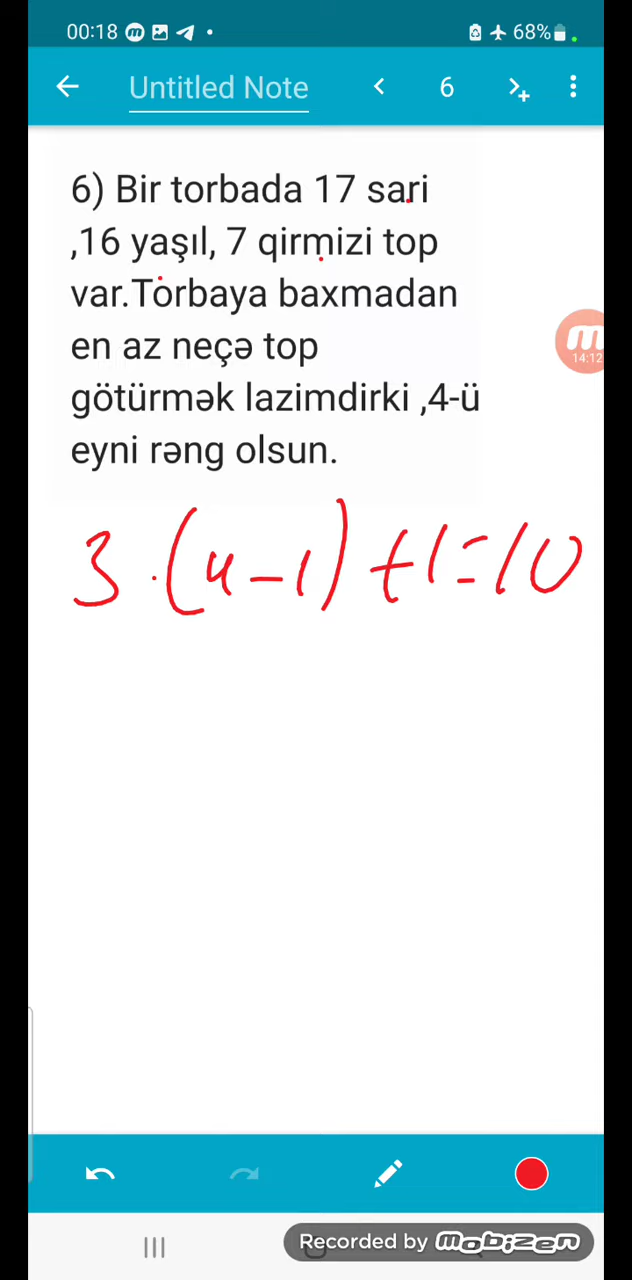 00:18 68%
Untitled Note < 6
6) Bir torbada 17 sari
,16 yaşıl, 7 qirmizi top
var.Torbaya baxmadan
en az neçə top
götürmək lazimdirki ,4-ü
eyni rəng olsun.
14:12
3·(4-1)+1=10
Recorded by mobizen